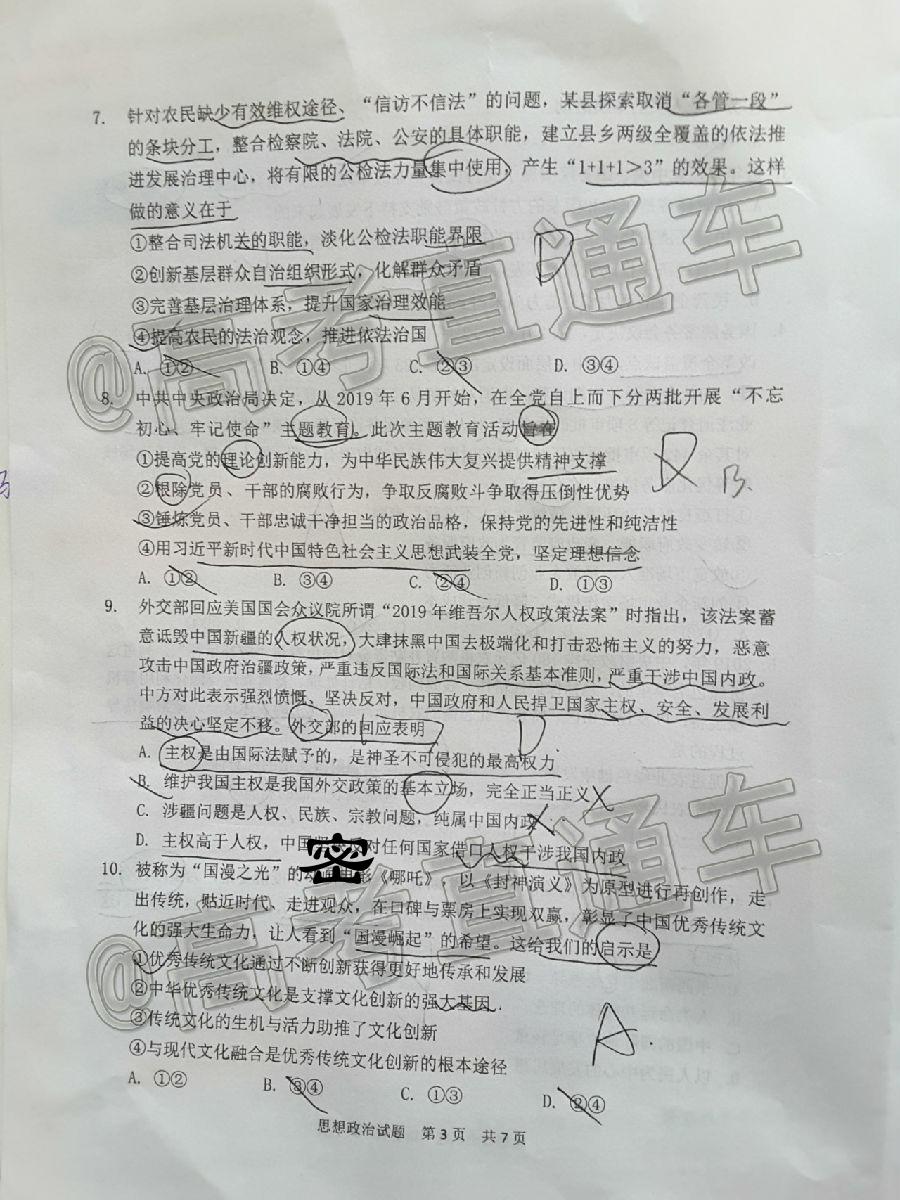 7. 针对农民缺少有效维权途径、“信访不信法”的问题，某县探索取消“各管一段”
的条块分工，整合检察院、法院、公安的具体职能，建立县乡两级全覆盖的依法推
进发展治理中心，将有限的公检法力量集中使用，产生“1+1+1>3”的效果。这样
做的意义在于
①整合司法机关的职能，淡化公检法职能界限
D
②创新基层群众自治组织形式，化解群众矛盾
③完善基层治理体系，提升国家治理效能
④提高农民的法治观念，推进依法治国
A. ①② B. ①④ C. ②③ D. ③④
8. 中共中央政治局决定，从 2019 年 6 月开始，在全党自上而下分两批开展“不忘
初心、牢记使命”主题教育。此次主题教育活动旨在
①提高党的理论创新能力，为中华民族伟大复兴提供精神支撑
B.
②根除党员、干部的腐败行为，争取反腐败斗争取得压倒性优势
③锤炼党员、干部忠诚干净担当的政治品格，保持党的先进性和纯洁性
④用习近平新时代中国特色社会主义思想武装全党，坚定理想信念
A. ①② B. ③④ C. ②④ D. ①③
9. 外交部回应美国国会众议院所谓“2019 年维吾尔人权政策法案”时指出，该法案蓄
意诋毁中国新疆的人权状况，大肆抹黑中国去极端化和打击恐怖主义的努力，恶意
攻击中国政府治疆政策，严重违反国际法和国际关系基本准则，严重干涉中国内政。
中方对此表示强烈愤慨、坚决反对，中国政府和人民捍卫国家主权、安全、发展利
益的决心坚定不移。外交部的回应表明
D
A. 主权是由国际法赋予的，是神圣不可侵犯的最高权力
B. 维护我国主权是我国外交政策的基本立场，完全正当正义
C. 涉疆问题是人权、民族、宗教问题，纯属中国内政
D. 主权高于人权，中国 反对任何国家借口人权干涉我国内政
密
10. 被称为“国漫之光”的 电影《哪吒》 以《封神演义》为原型进行再创作，走
出传统，贴近时代、走进观众，在口碑与票房上实现双赢，彰显了中国优秀传统文
化的强大生命力，让人看到“国漫崛起”的希望。这给我们的启示是
①优秀传统文化通过不断创新获得更好地传承和发展
②中华优秀传统文化是支撑文化创新的强大基因
③传统文化的生机与活力助推了文化创新
A.
④与现代文化融合是优秀传统文化创新的根本途径
A. ①② B. ③④ C. ①③ D. ②④
思想政治试题 第 3 页 共 7 页
@高考直通车
@高考直通车